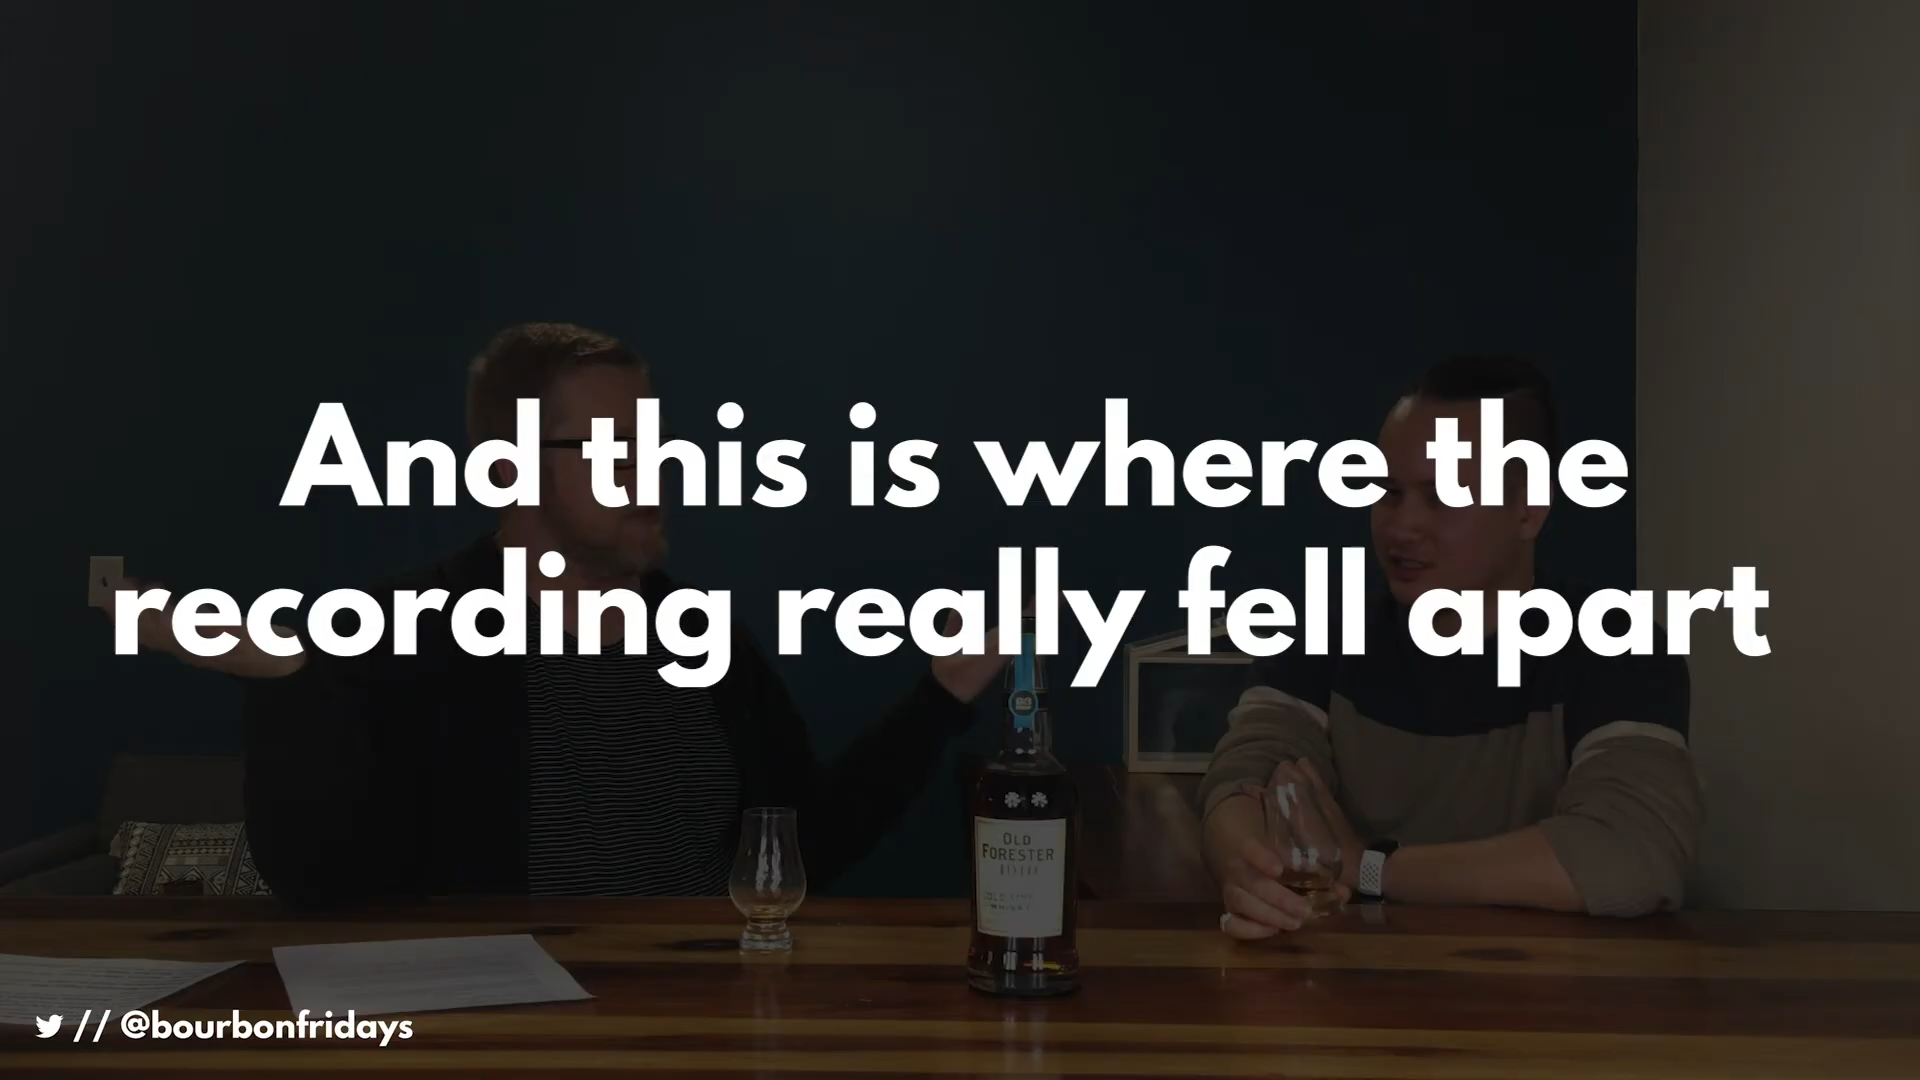 And this is where the
recording really fell apart
OLD
FORESTER
// @bourbonfridays